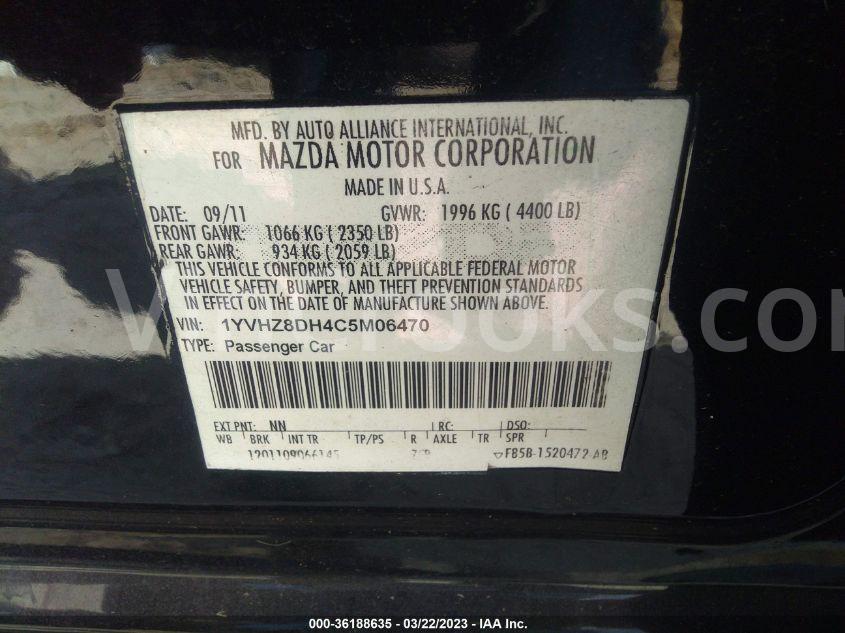 MFD. BY AUTO ALLIANCE INTERNATIONAL, INC.
FOR MAZDA MOTOR CORPORATION
MADE IN U.S.A.
DATE: 09/11 GVWR: 1996 KG ( 4400 LB)
FRONT GAWR: 1066 KG ( 2350 LB)
REAR GAWR: 934 KG ( 2059 LB)
THIS VEHICLE CONFORMS TO ALL APPLICABLE FEDERAL MOTOR
VEHICLE SAFETY, BUMPER, AND THEFT PREVENTION STANDARDS
IN EFFECT ON THE DATE OF MANUFACTURE SHOWN ABOVE.
VIN: 1YVHZ8DH4C5M06470
TYPE: Passenger Car
EXT PNT: NN RC: DSO:
WB BRK INT TR TP/PS R AXLE TR SPR
1201109066145 F85B-1520472-AB
000-36188635 - 03/22/2023 - IAA Inc.